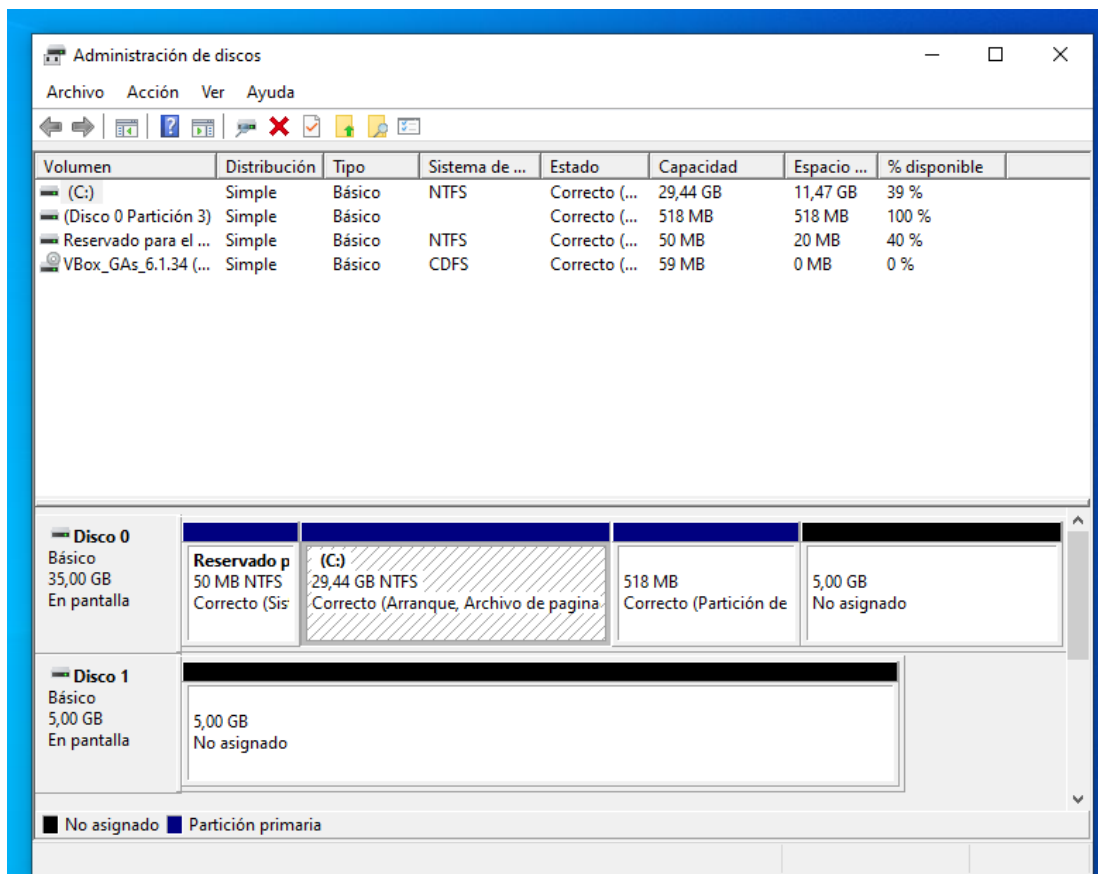 Administración de discos
Archivo Acción Ver Ayuda
Volumen Distribución Tipo Sistema de ... Estado Capacidad Espacio ... % disponible
(C:) Simple Básico NTFS Correcto (... 29,44 GB 11,47 GB 39 %
(Disco 0 Partición 3) Simple Básico Correcto (... 518 MB 518 MB 100 %
Reservado para el ... Simple Básico NTFS Correcto (... 50 MB 20 MB 40 %
VBox_GAs_6.1.34 (... Simple Básico CDFS Correcto (... 59 MB 0 MB 0 %
Disco 0
Básico
35,00 GB
En pantalla
Reservado p
50 MB NTFS
Correcto (Sis
(C:)
29,44 GB NTFS
Correcto (Arranque, Archivo de pagina
518 MB
Correcto (Partición de
5,00 GB
No asignado
Disco 1
Básico
5,00 GB
En pantalla
5,00 GB
No asignado
No asignado Partición primaria